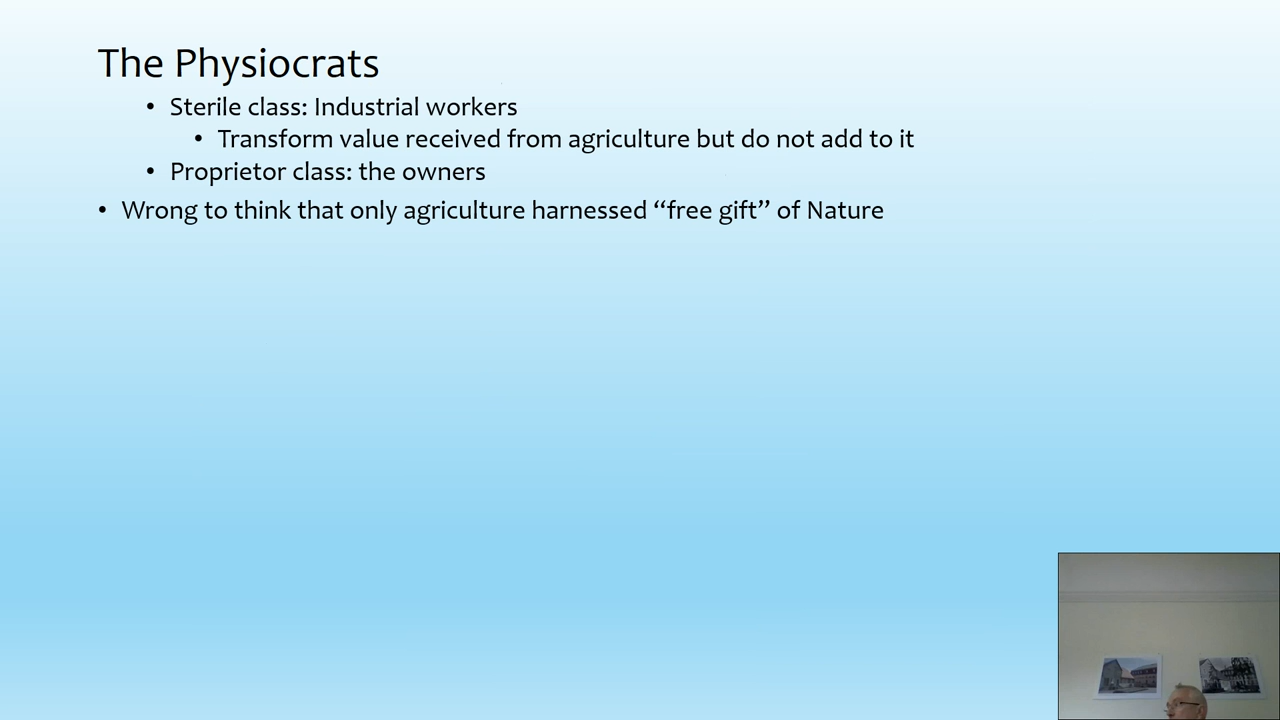 The Physiocrats
• Sterile class: Industrial workers
• Transform value received from agriculture but do not add to it
• Proprietor class: the owners
• Wrong to think that only agriculture harnessed “free gift” of Nature